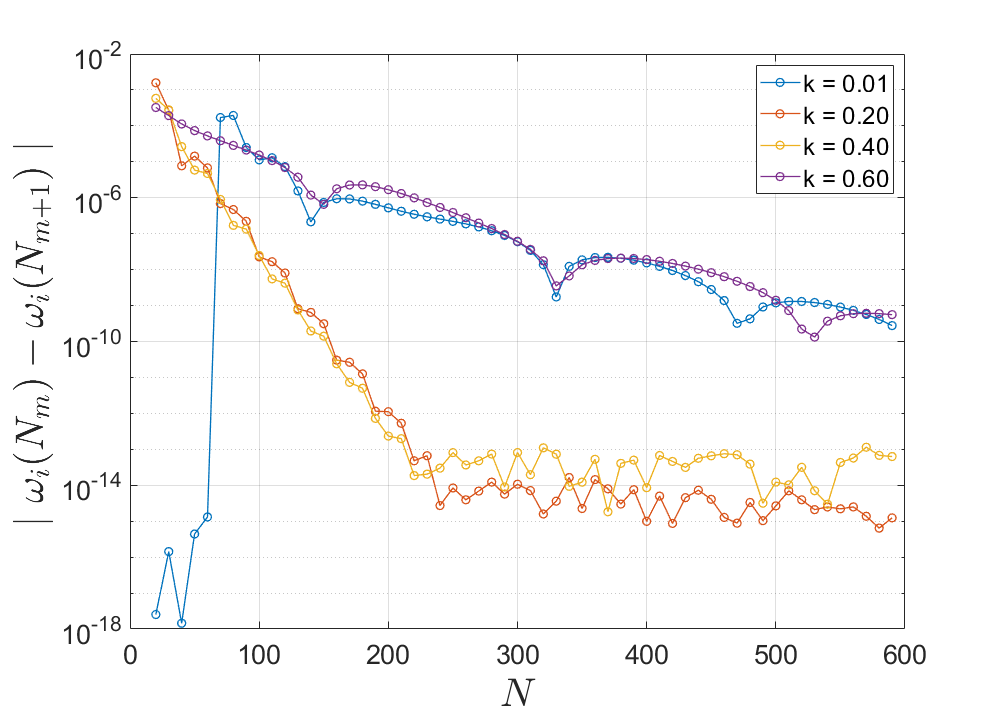 10^-2
10^-6
10^-10
10^-14
10^-18
| ω_i(N_m) − ω_i(N_{m+1}) |
0 100 200 300 400 500 600
N
k = 0.01
k = 0.20
k = 0.40
k = 0.60